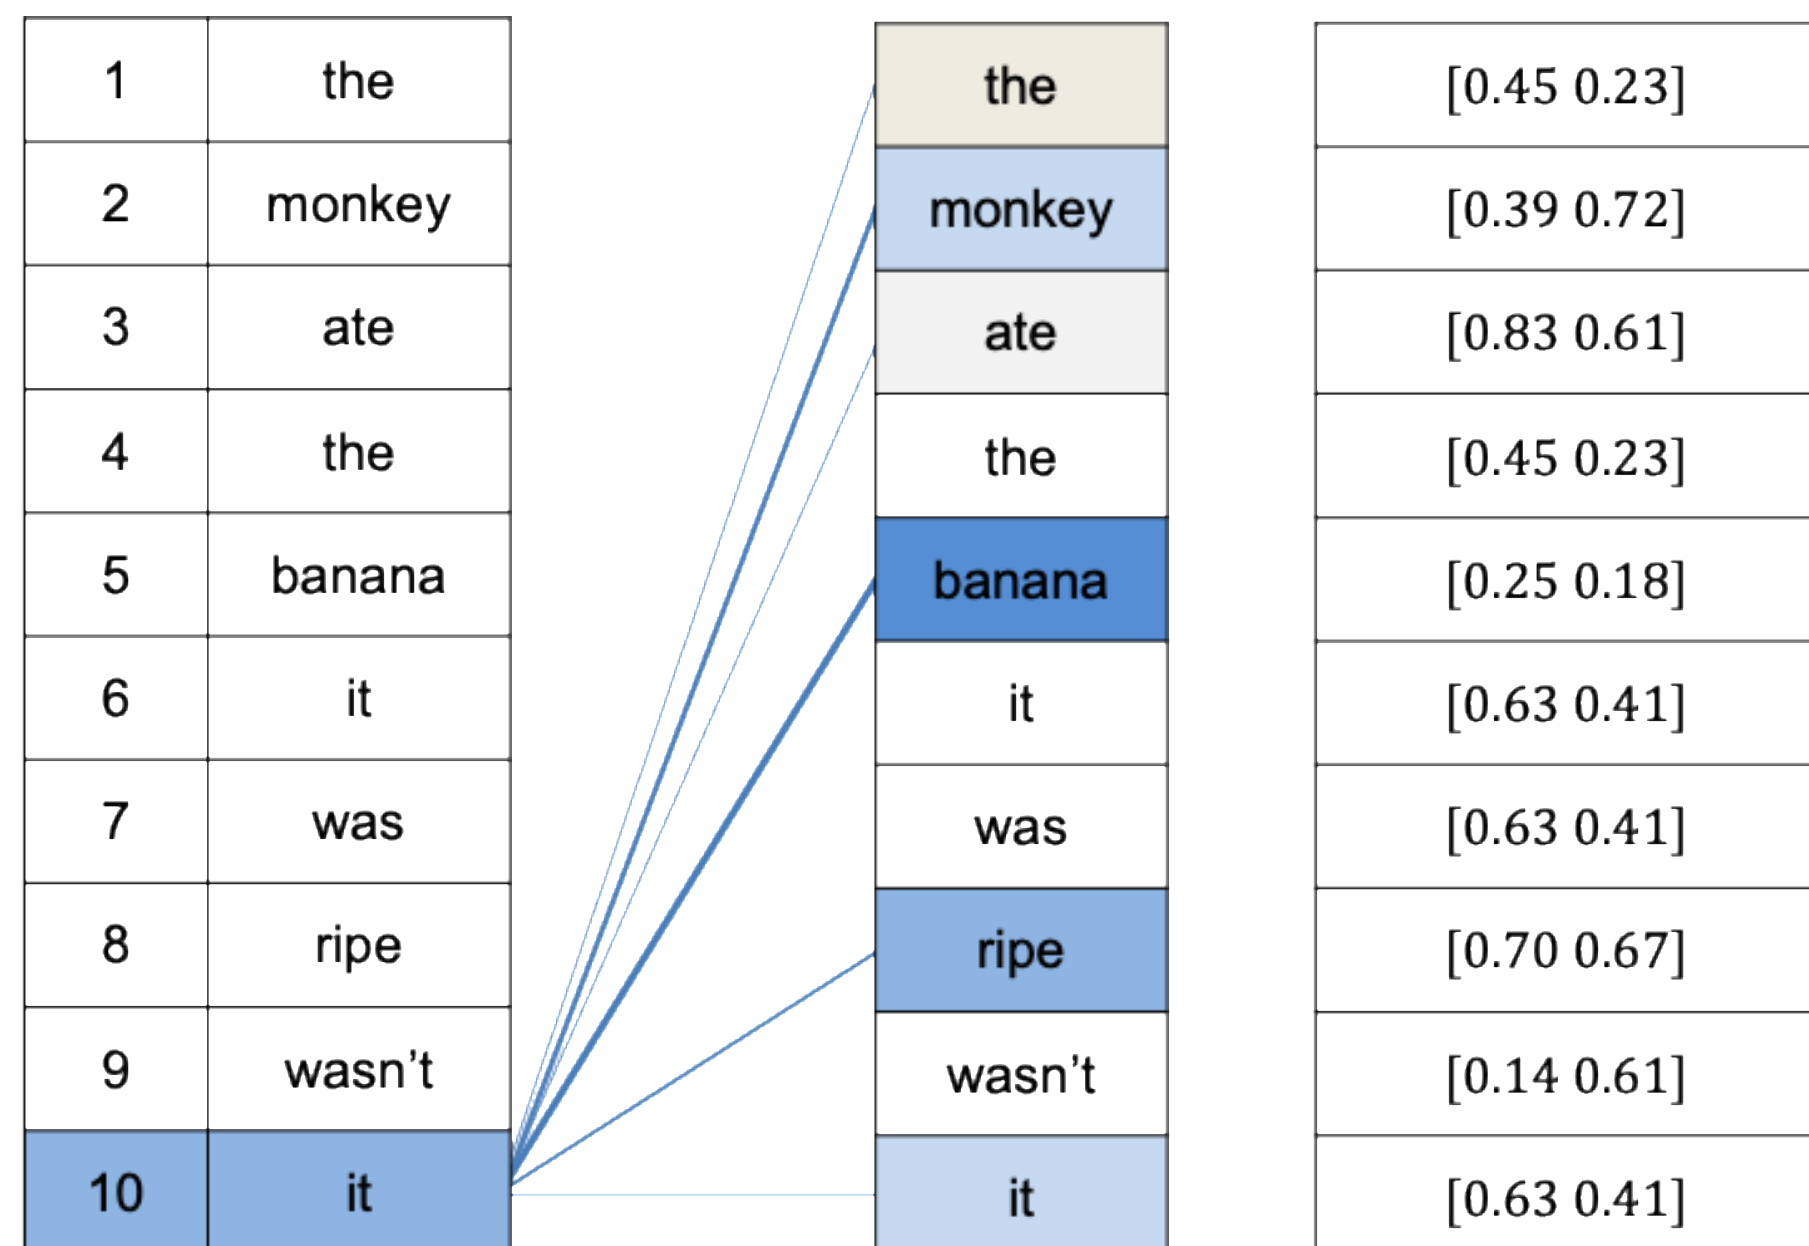 1 the the [0.45 0.23]
2 monkey monkey [0.39 0.72]
3 ate ate [0.83 0.61]
4 the the [0.45 0.23]
5 banana banana [0.25 0.18]
6 it it [0.63 0.41]
7 was was [0.63 0.41]
8 ripe ripe [0.70 0.67]
9 wasn’t wasn’t [0.14 0.61]
10 it it [0.63 0.41]